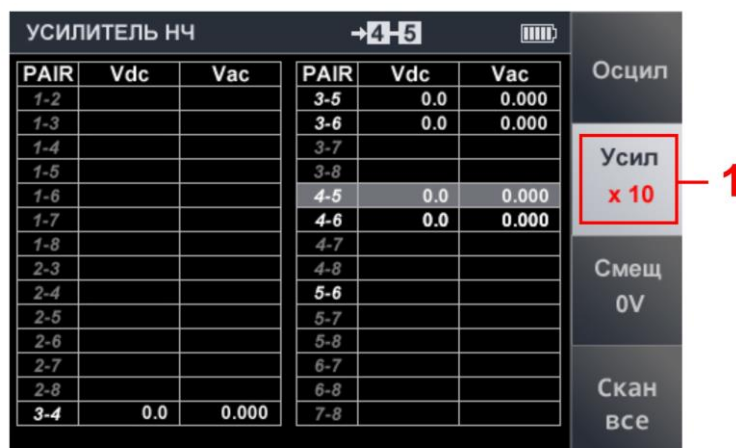 УСИЛИТЕЛЬ НЧ →4-5
PAIR Vdc Vac
1-2
1-3
1-4
1-5
1-6
1-7
1-8
2-3
2-4
2-5
2-6
2-7
2-8
3-4 0.0 0.000
PAIR Vdc Vac
3-5 0.0 0.000
3-6 0.0 0.000
3-7
3-8
4-5 0.0 0.000
4-6 0.0 0.000
4-7
4-8
5-6
5-7
5-8
6-7
6-8
7-8
Осцил
Усил
x 10
1
Смещ
0V
Скан
все